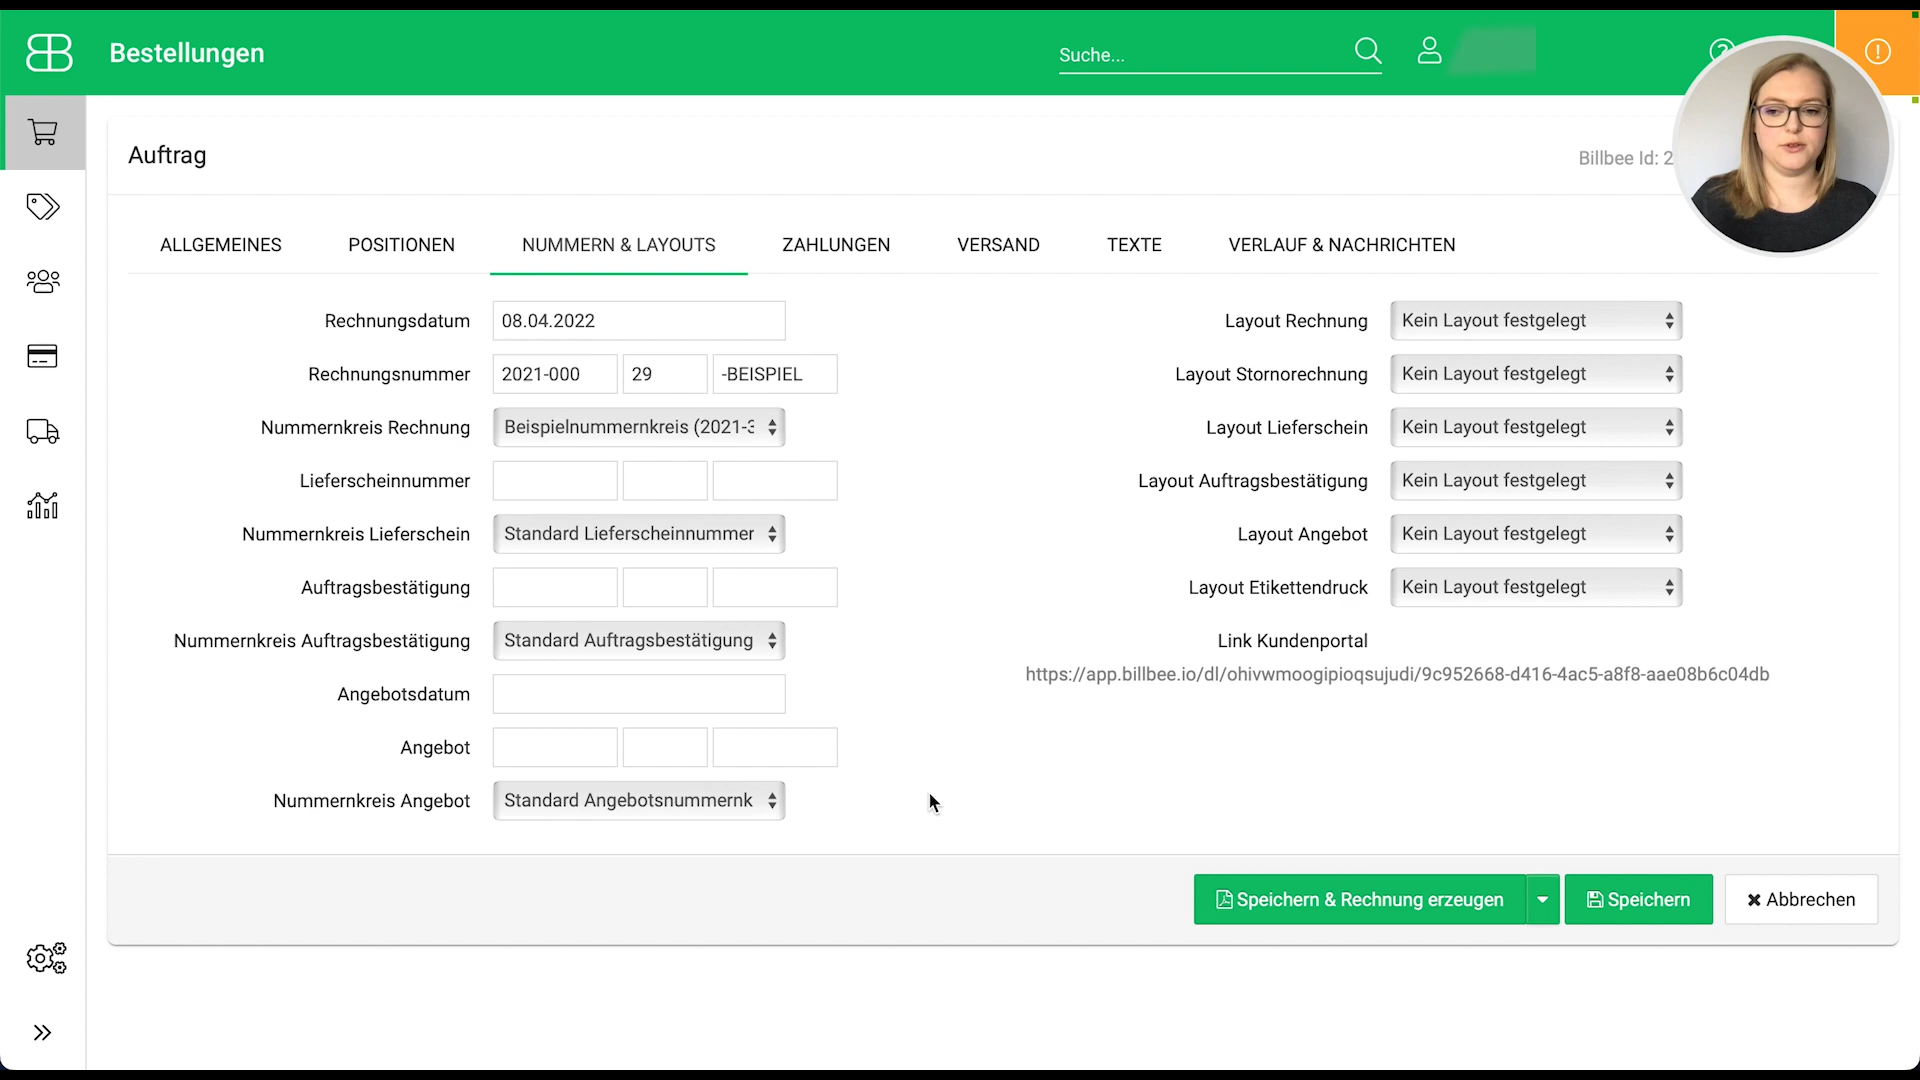 Bestellungen
Suche...
Auftrag
Billbee Id: 2
ALLGEMEINES
POSITIONEN
NUMMERN & LAYOUTS
ZAHLUNGEN
VERSAND
TEXTE
VERLAUF & NACHRICHTEN
Rechnungsdatum 08.04.2022
Rechnungsnummer 2021-000 29 -BEISPIEL
Nummernkreis Rechnung Beispielnummernkreis (2021-3
Lieferscheinnummer
Nummernkreis Lieferschein Standard Lieferscheinnummer
Auftragsbestätigung
Nummernkreis Auftragsbestätigung Standard Auftragsbestätigung
Angebotsdatum
Angebot
Nummernkreis Angebot Standard Angebotsnummernk
Layout Rechnung Kein Layout festgelegt
Layout Stornorechnung Kein Layout festgelegt
Layout Lieferschein Kein Layout festgelegt
Layout Auftragsbestätigung Kein Layout festgelegt
Layout Angebot Kein Layout festgelegt
Layout Etikettendruck Kein Layout festgelegt
Link Kundenportal
https://app.billbee.io/dl/ohivwmoogipioqsujudi/9c952668-d416-4ac5-a8f8-aae08b6c04db
Speichern & Rechnung erzeugen
Speichern
Abbrechen